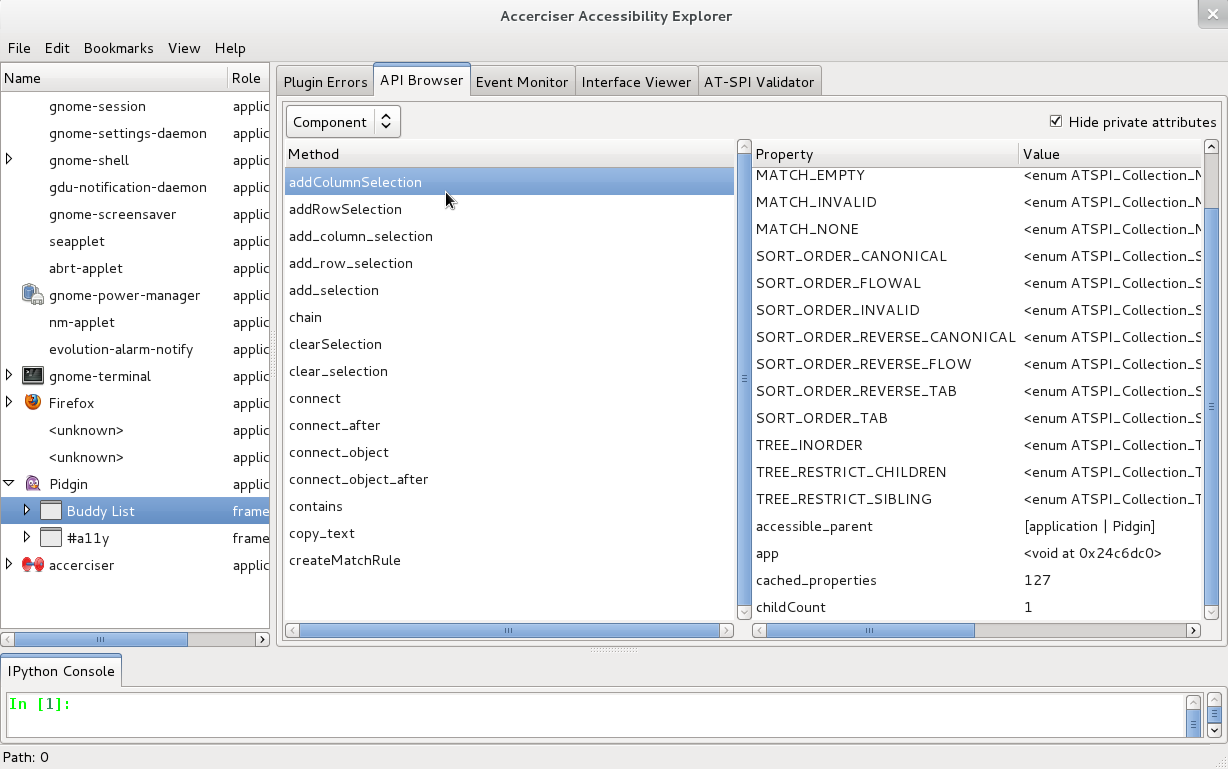 Accerciser Accessibility Explorer
File Edit Bookmarks View Help
Name Role
gnome-session applic
gnome-settings-daemon applic
gnome-shell applic
gdu-notification-daemon applic
gnome-screensaver applic
seapplet applic
abrt-applet applic
gnome-power-manager applic
nm-applet applic
evolution-alarm-notify applic
gnome-terminal applic
Firefox applic
<unknown> applic
<unknown> applic
Pidgin applic
Buddy List frame
#a11y frame
accerciser applic
Plugin Errors API Browser Event Monitor Interface Viewer AT-SPI Validator
Component Hide private attributes
Method
addColumnSelection
addRowSelection
add_column_selection
add_row_selection
add_selection
chain
clearSelection
clear_selection
connect
connect_after
connect_object
connect_object_after
contains
copy_text
createMatchRule
Property Value
MATCH_EMPTY <enum ATSPI_Collection_M
MATCH_INVALID <enum ATSPI_Collection_M
MATCH_NONE <enum ATSPI_Collection_M
SORT_ORDER_CANONICAL <enum ATSPI_Collection_S
SORT_ORDER_FLOWAL <enum ATSPI_Collection_S
SORT_ORDER_INVALID <enum ATSPI_Collection_S
SORT_ORDER_REVERSE_CANONICAL <enum ATSPI_Collection_S
SORT_ORDER_REVERSE_FLOW <enum ATSPI_Collection_S
SORT_ORDER_REVERSE_TAB <enum ATSPI_Collection_S
SORT_ORDER_TAB <enum ATSPI_Collection_S
TREE_INORDER <enum ATSPI_Collection_T
TREE_RESTRICT_CHILDREN <enum ATSPI_Collection_T
TREE_RESTRICT_SIBLING <enum ATSPI_Collection_T
accessible_parent [application | Pidgin]
app <void at 0x24c6dc0>
cached_properties 127
childCount 1
IPython Console
In [1]:
Path: 0